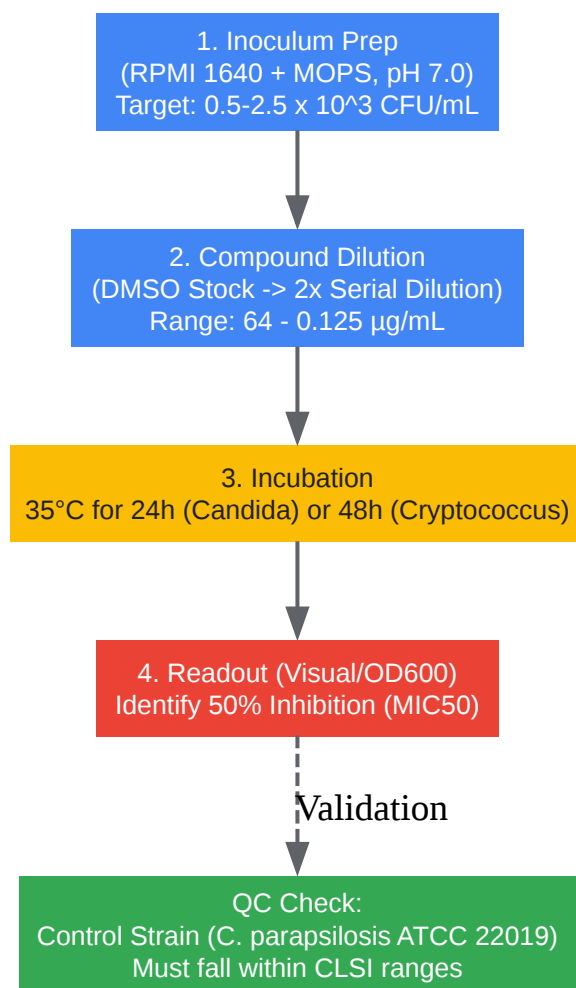 1. Inoculum Prep
(RPMI 1640 + MOPS, pH 7.0)
Target: 0.5-2.5 x 10^3 CFU/mL
2. Compound Dilution
(DMSO Stock -> 2x Serial Dilution)
Range: 64 - 0.125 µg/mL
3. Incubation
35°C for 24h (Candida) or 48h (Cryptococcus)
4. Readout (Visual/OD600)
Identify 50% Inhibition (MIC50)
Validation
QC Check:
Control Strain (C. parapsilosis ATCC 22019)
Must fall within CLSI ranges